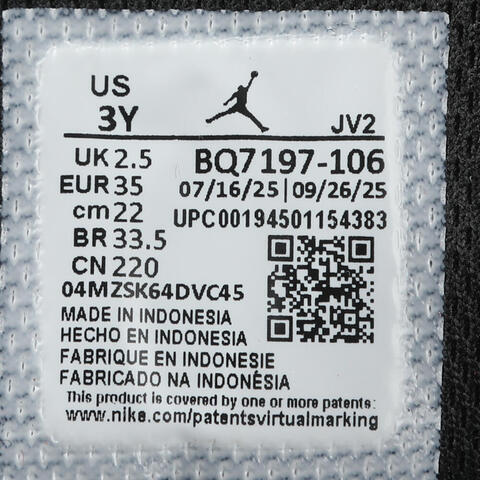 US
3Y
JV2
UK 2.5
BQ7197-106
EUR 35
07/16/25|09/26/25
cm 22
UPC00194501154383
BR 33.5
CN 220
04MZSK64DVC45
MADE IN INDONESIA
HECHO EN INDONESIA
FABRIQUE EN INDONESIE
FABRICADO NA INDONÉSIA
This product is covered by one or more patents:
www.nike.com/patentsvirtualmarking